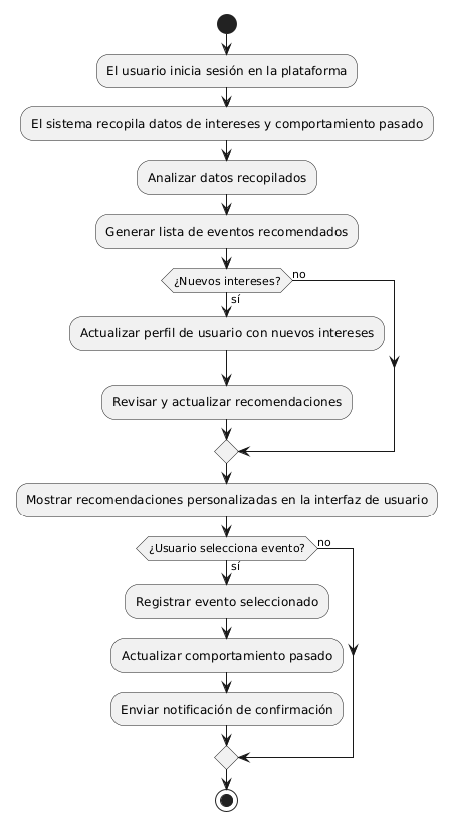 El usuario inicia sesión en la plataforma
El sistema recopila datos de intereses y comportamiento pasado
Analizar datos recopilados
Generar lista de eventos recomendados
¿Nuevos intereses?
no
sí
Actualizar perfil de usuario con nuevos intereses
Revisar y actualizar recomendaciones
Mostrar recomendaciones personalizadas en la interfaz de usuario
¿Usuario selecciona evento?
no
sí
Registrar evento seleccionado
Actualizar comportamiento pasado
Enviar notificación de confirmación